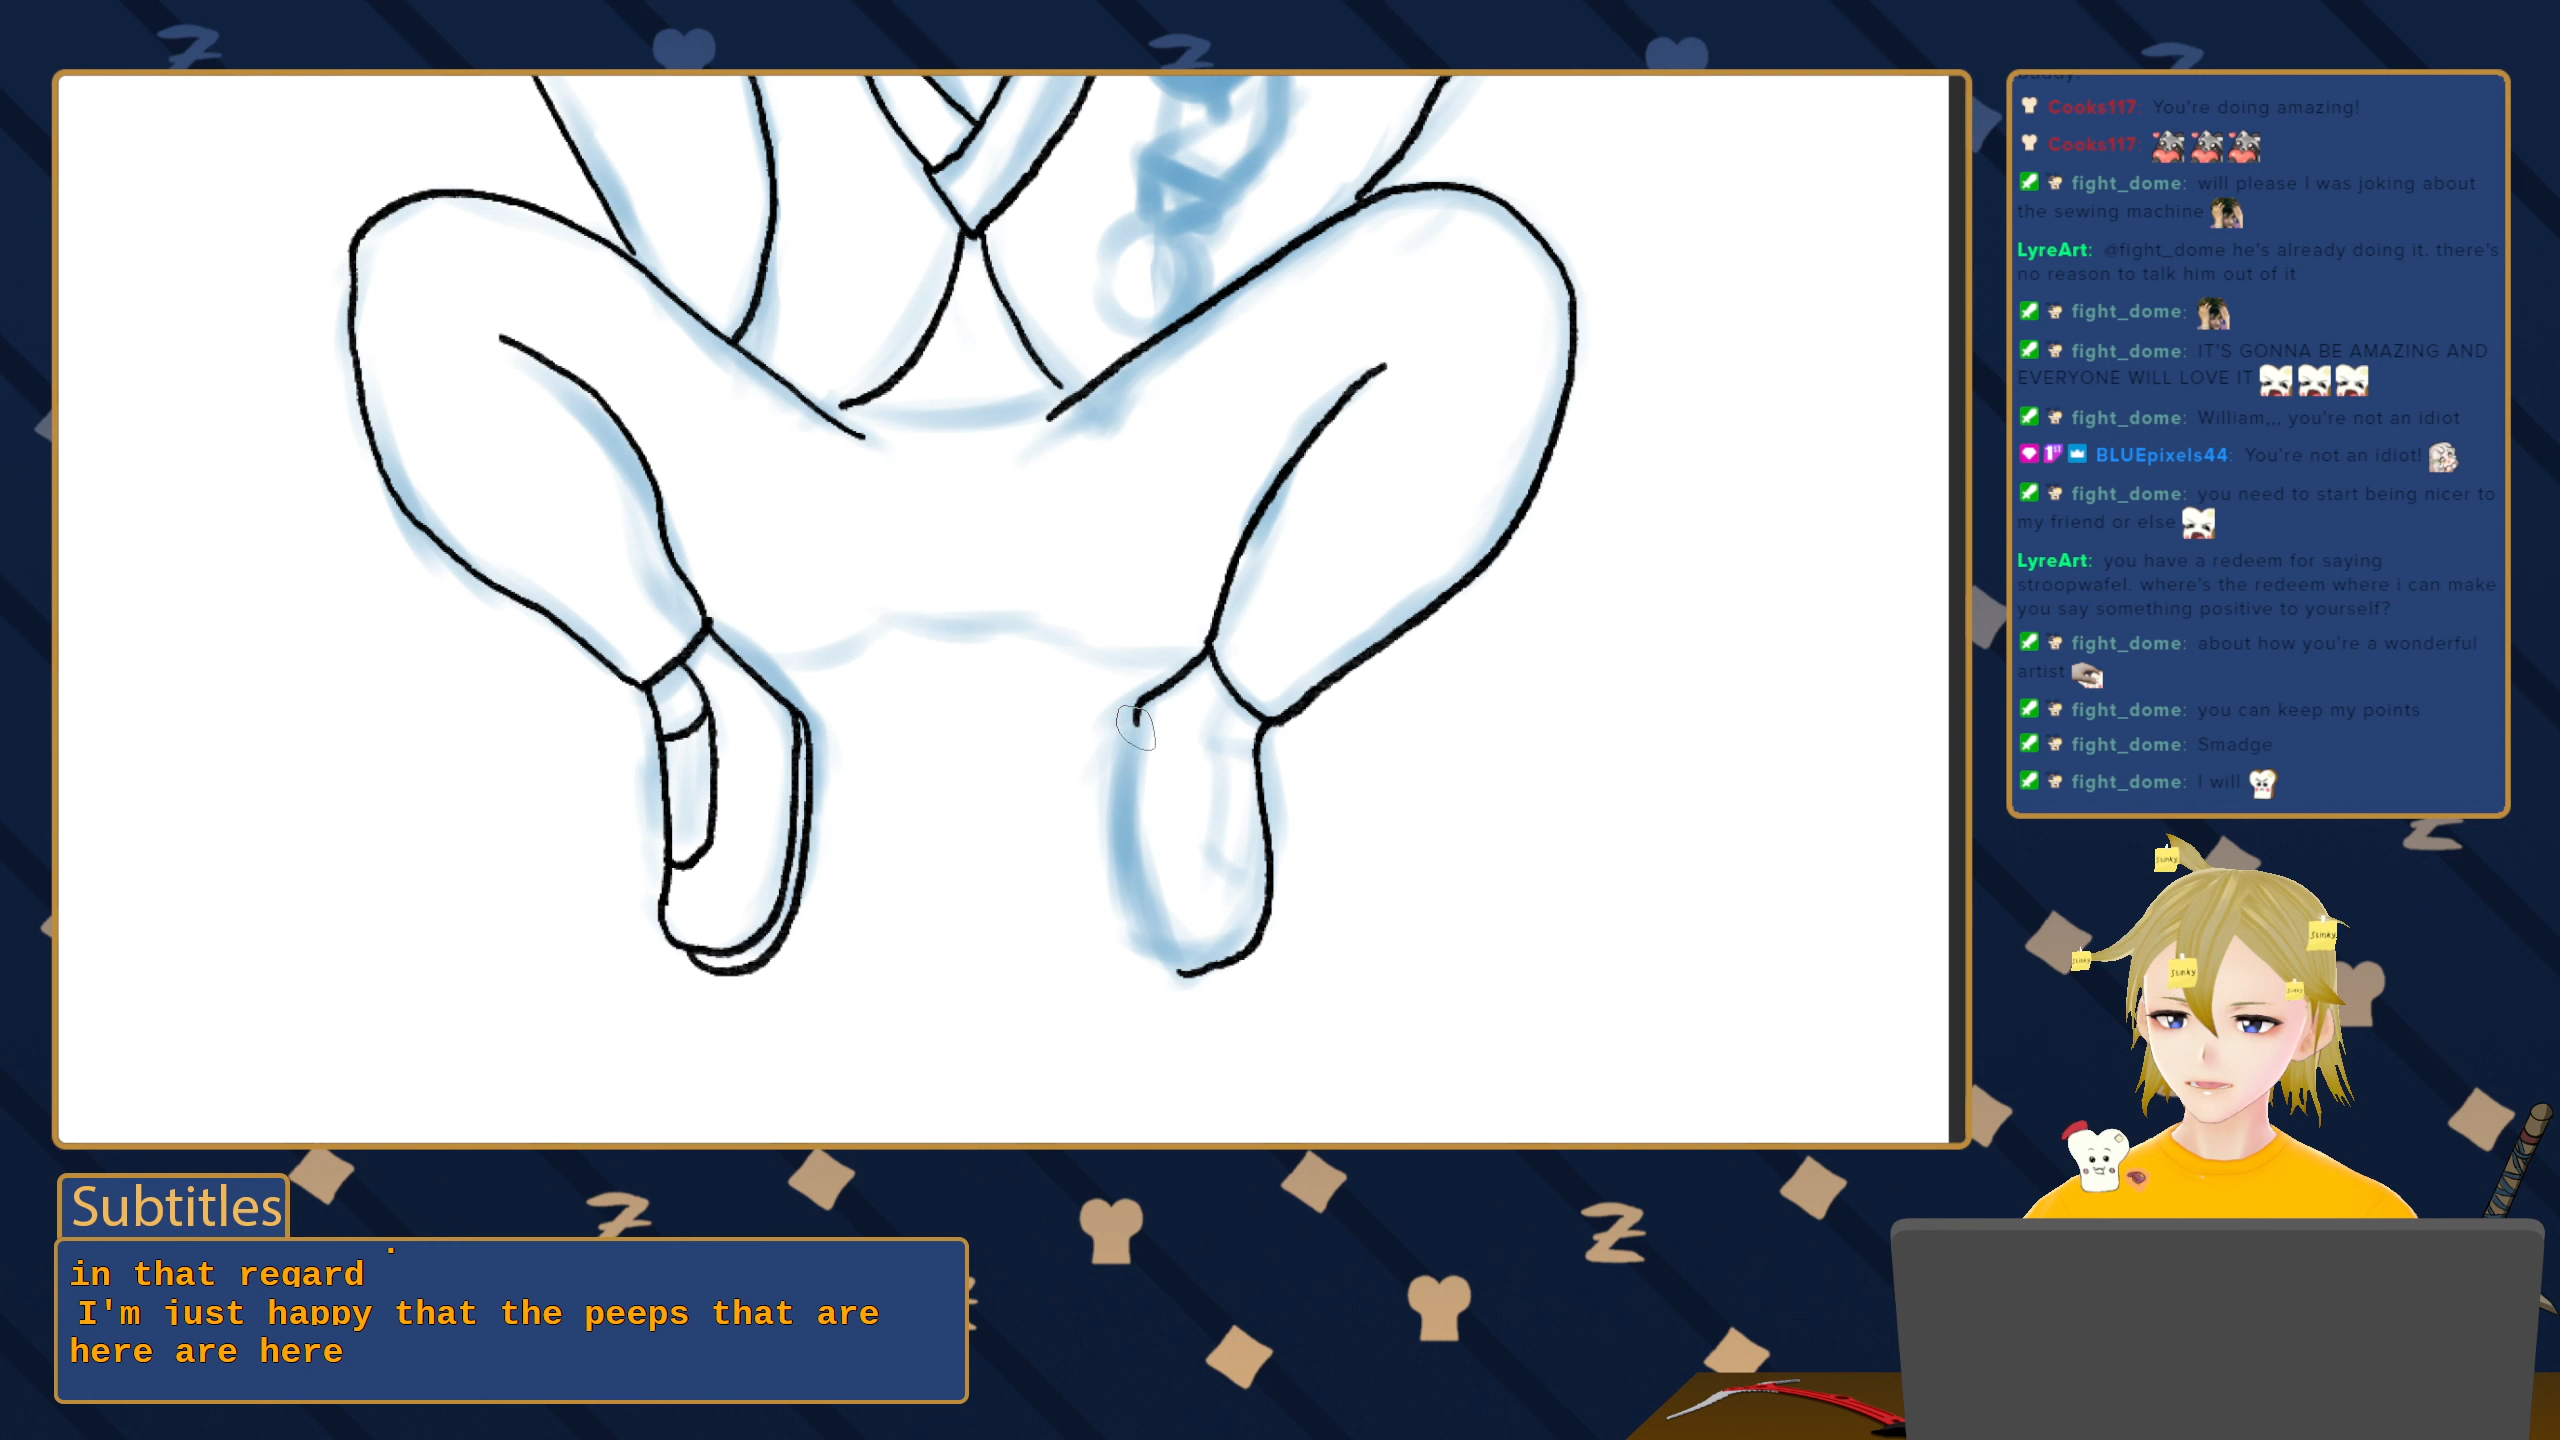 Cooks117: You're doing amazing!
Cooks117:
fight_dome: will please I was joking about
the sewing machine
LyreArt: @fight_dome he's already doing it. there's
no reason to talk him out of it
fight_dome:
fight_dome: IT'S GONNA BE AMAZING AND
EVERYONE WILL LOVE IT
fight_dome: William,,, you're not an idiot
BLUEpixels44: You're not an idiot!
fight_dome: you need to start being nicer to
my friend or else
LyreArt: you have a redeem for saying
stroopwafel. where's the redeem where i can make
you say something positive to yourself?
fight_dome: about how you're a wonderful
artist
fight_dome: you can keep my points
fight_dome: Smadge
fight_dome: I will
Stinky
Stinky
Stinky
Stinky
Subtitles
in that regard
I'm just happy that the peeps that are
here are here